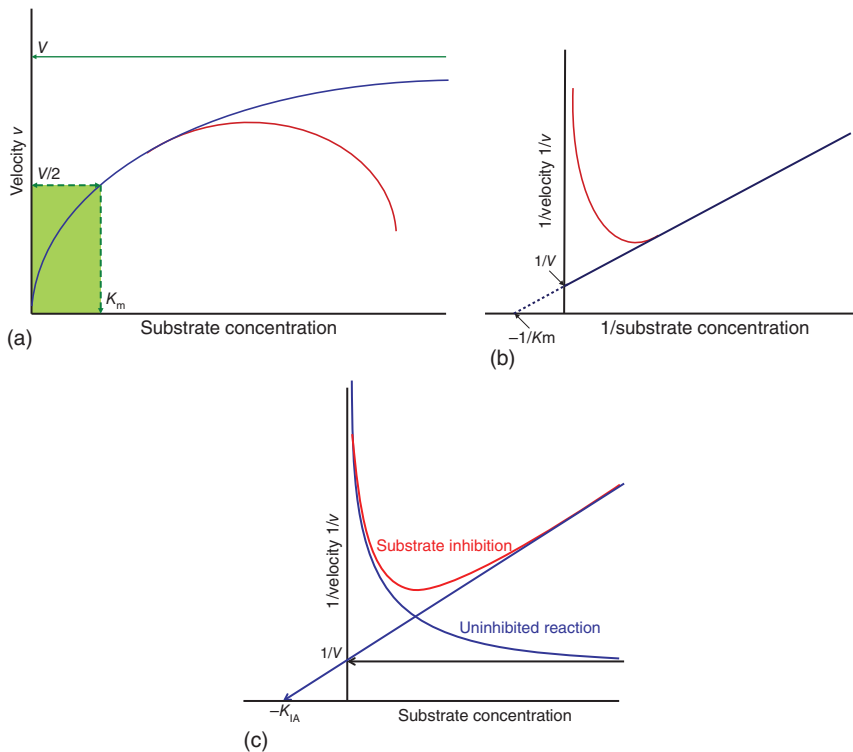 V
Velocity v
V/2
Km
Substrate concentration
(a)
1/velocity 1/v
1/V
–1/Km
1/substrate concentration
(b)
1/velocity 1/v
Substrate inhibition
Uninhibited reaction
1/V
–KIA
Substrate concentration
(c)